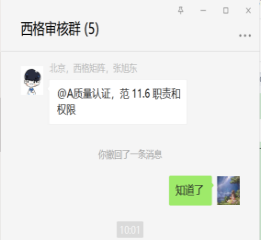 西格审核群 (5)
北京，西格矩阵，张旭东
@A质量认证，范 11.6 职责和
权限
你撤回了一条消息
知道了
10:01